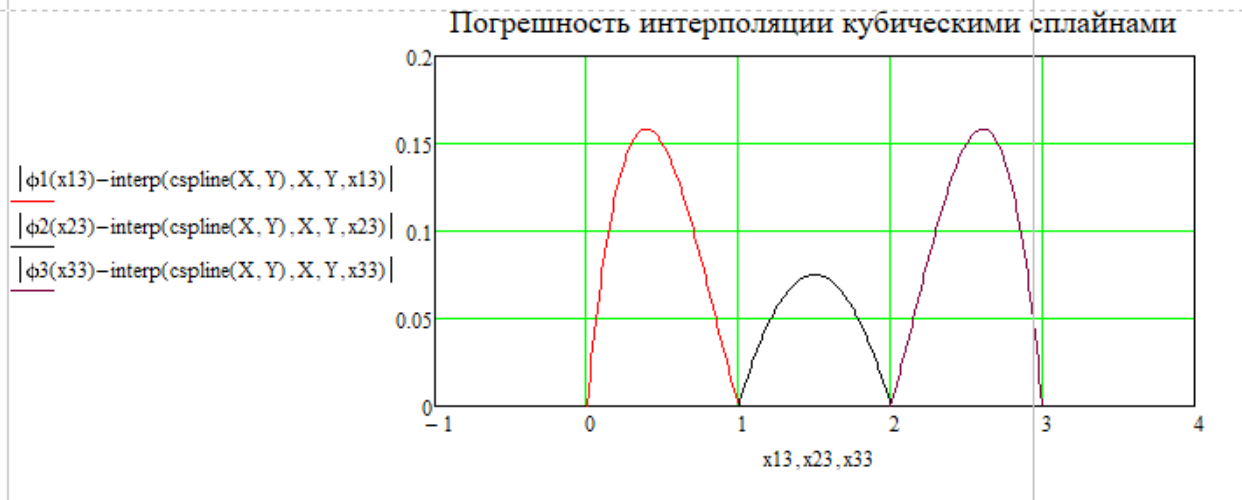 Погрешность интерполяции кубическими сплайнами
0.2
0.15
0.1
0.05
0
|ϕ1(x13)−interp(cspline(X,Y),X,Y,x13)|
|ϕ2(x23)−interp(cspline(X,Y),X,Y,x23)|
|ϕ3(x33)−interp(cspline(X,Y),X,Y,x33)|
−1 0 1 2 3 4
x13,x23,x33